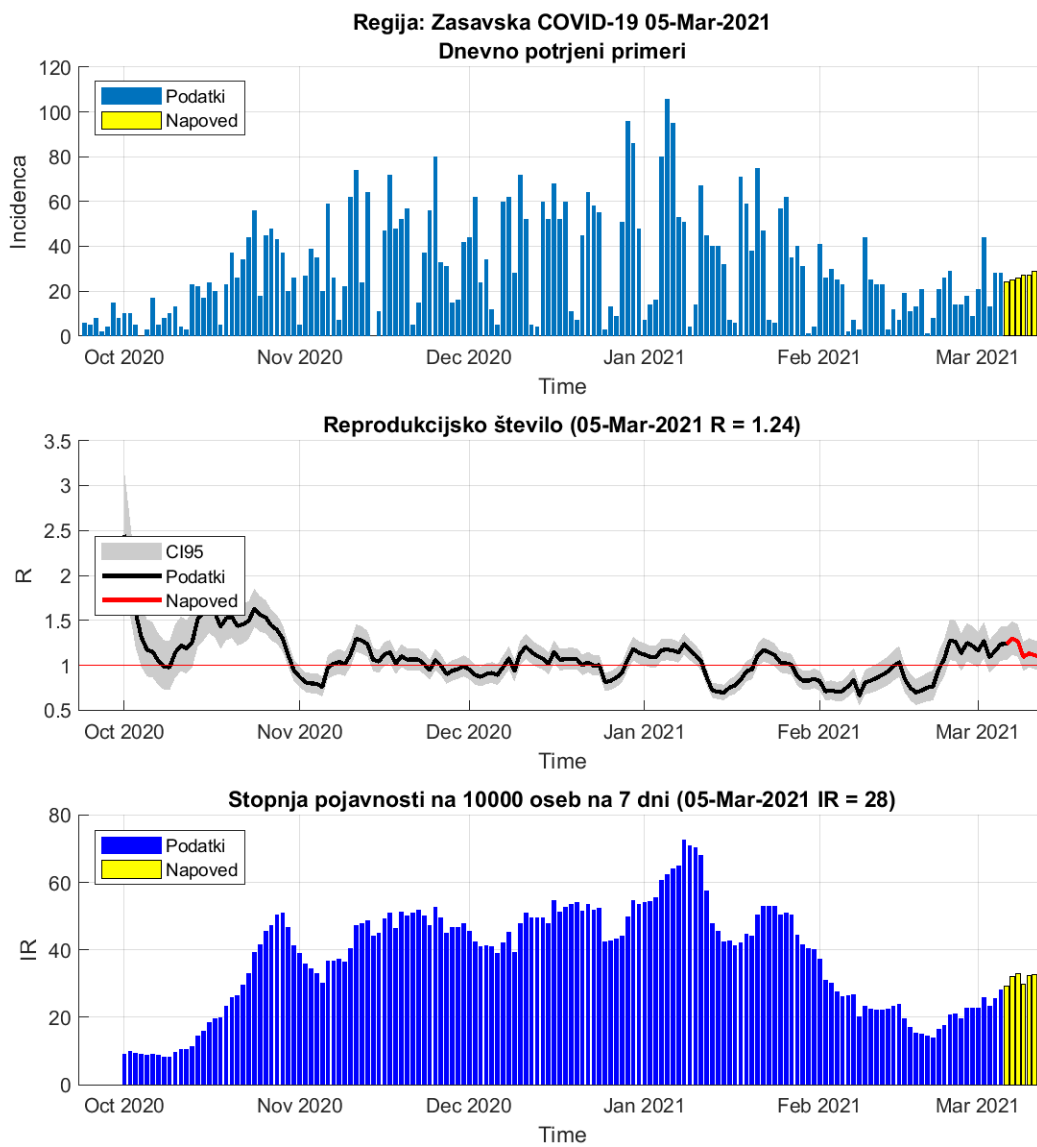 Regija: Zasavska COVID-19 05-Mar-2021
Dnevno potrjeni primeri
120
100
80
60
40
20
0
Incidenca
Podatki
Napoved
Oct 2020 Nov 2020 Dec 2020 Jan 2021 Feb 2021 Mar 2021
Time
Reprodukcijsko število (05-Mar-2021 R = 1.24)
3.5
3
2.5
2
1.5
1
0.5
R
CI95
Podatki
Napoved
Oct 2020 Nov 2020 Dec 2020 Jan 2021 Feb 2021 Mar 2021
Time
Stopnja pojavnosti na 10000 oseb na 7 dni (05-Mar-2021 IR = 28)
80
60
40
20
0
IR
Podatki
Napoved
Oct 2020 Nov 2020 Dec 2020 Jan 2021 Feb 2021 Mar 2021
Time